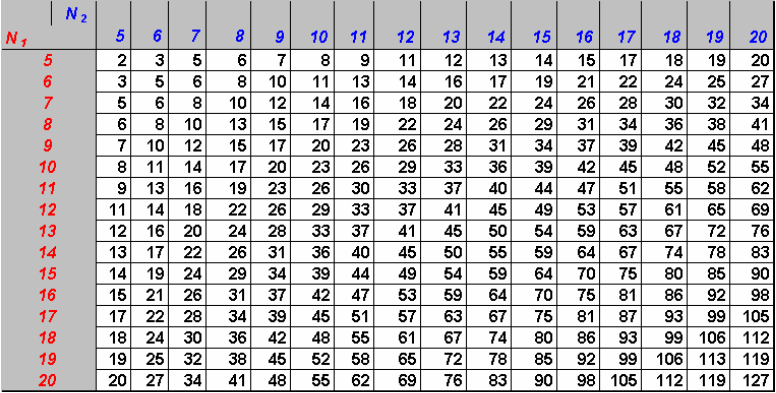 N 2
N 1 5 6 7 8 9 10 11 12 13 14 15 16 17 18 19 20
5 2 3 5 6 7 8 9 11 12 13 14 15 17 18 19 20
6 3 5 6 8 10 11 13 14 16 17 19 21 22 24 25 27
7 5 6 8 10 12 14 16 18 20 22 24 26 28 30 32 34
8 6 8 10 13 15 17 19 22 24 26 29 31 34 36 38 41
9 7 10 12 15 17 20 23 26 28 31 34 37 39 42 45 48
10 8 11 14 17 20 23 26 29 33 36 39 42 45 48 52 55
11 9 13 16 19 23 26 30 33 37 40 44 47 51 55 58 62
12 11 14 18 22 26 29 33 37 41 45 49 53 57 61 65 69
13 12 16 20 24 28 33 37 41 45 50 54 59 63 67 72 76
14 13 17 22 26 31 36 40 45 50 55 59 64 67 74 78 83
15 14 19 24 29 34 39 44 49 54 59 64 70 75 80 85 90
16 15 21 26 31 37 42 47 53 59 64 70 75 81 86 92 98
17 17 22 28 34 39 45 51 57 63 67 75 81 87 93 99 105
18 18 24 30 36 42 48 55 61 67 74 80 86 93 99 106 112
19 19 25 32 38 45 52 58 65 72 78 85 92 99 106 113 119
20 20 27 34 41 48 55 62 69 76 83 90 98 105 112 119 127